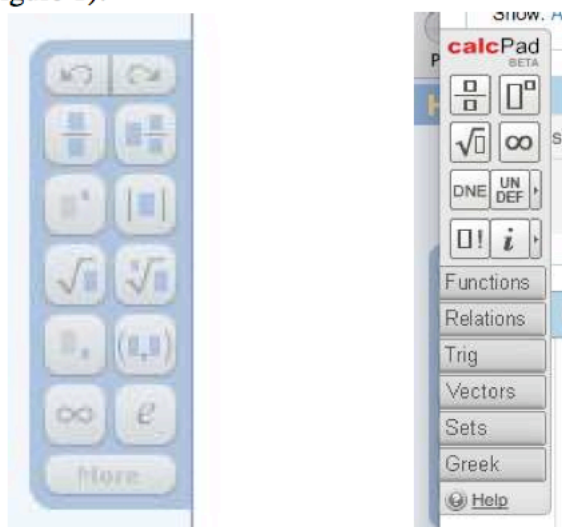 Show: A
calcPad
BETA
√ ∞
DNE UN DEF
! i
Functions
Relations
Trig
Vectors
Sets
Greek
Help
√ √
( , )
∞ e
More